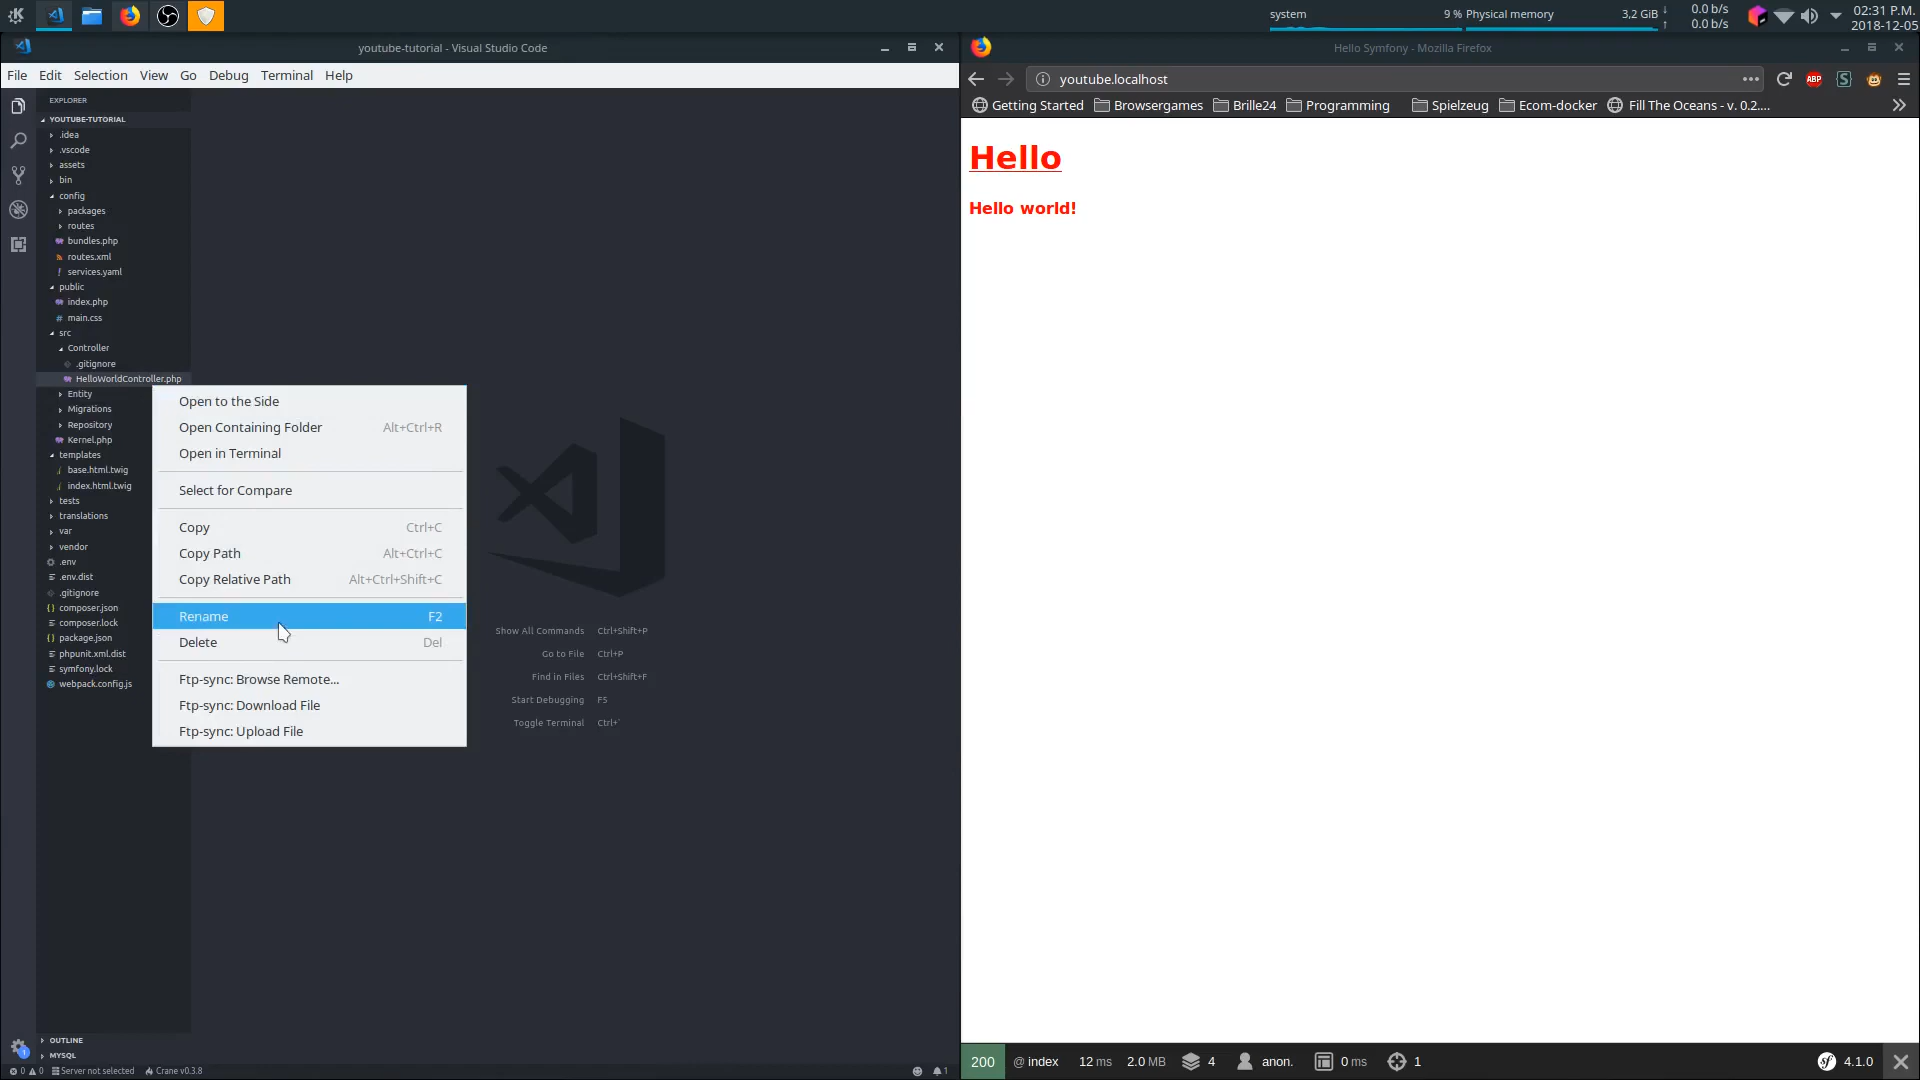 system 9 % Physical memory 3,2 GiB 0.0 b/s 0.0 b/s 02:31 P.M. 2018-12-05
youtube-tutorial - Visual Studio Code
File Edit Selection View Go Debug Terminal Help
EXPLORER
YOUTUBE-TUTORIAL
.idea
.vscode
assets
bin
config
packages
routes
bundles.php
routes.xml
services.yaml
public
index.php
main.css
src
Controller
.gitignore
HelloWorldController.php
Entity
Migrations
Repository
Kernel.php
templates
base.html.twig
index.html.twig
tests
translations
var
vendor
.env
.env.dist
.gitignore
composer.json
composer.lock
package.json
phpunit.xml.dist
symfony.lock
webpack.config.js
Open to the Side
Open Containing Folder Alt+Ctrl+R
Open in Terminal
Select for Compare
Copy Ctrl+C
Copy Path Alt+Ctrl+C
Copy Relative Path Alt+Ctrl+Shift+C
Rename F2
Delete Del
Ftp-sync: Browse Remote...
Ftp-sync: Download File
Ftp-sync: Upload File
Show All Commands Ctrl+Shift+P
Go to File Ctrl+P
Find in Files Ctrl+Shift+F
Start Debugging F5
Toggle Terminal Ctrl+`
OUTLINE
MYSQL
0 0 Server not selected Crane v0.3.8 1
Hello Symfony - Mozilla Firefox
youtube.localhost ABP S
Getting Started Browsergames Brille24 Programming Spielzeug Ecom-docker Fill The Oceans - v. 0.2....
Hello
Hello world!
200 @ index 12 ms 2.0 MB 4 anon. 0 ms 1 sf 4.1.0